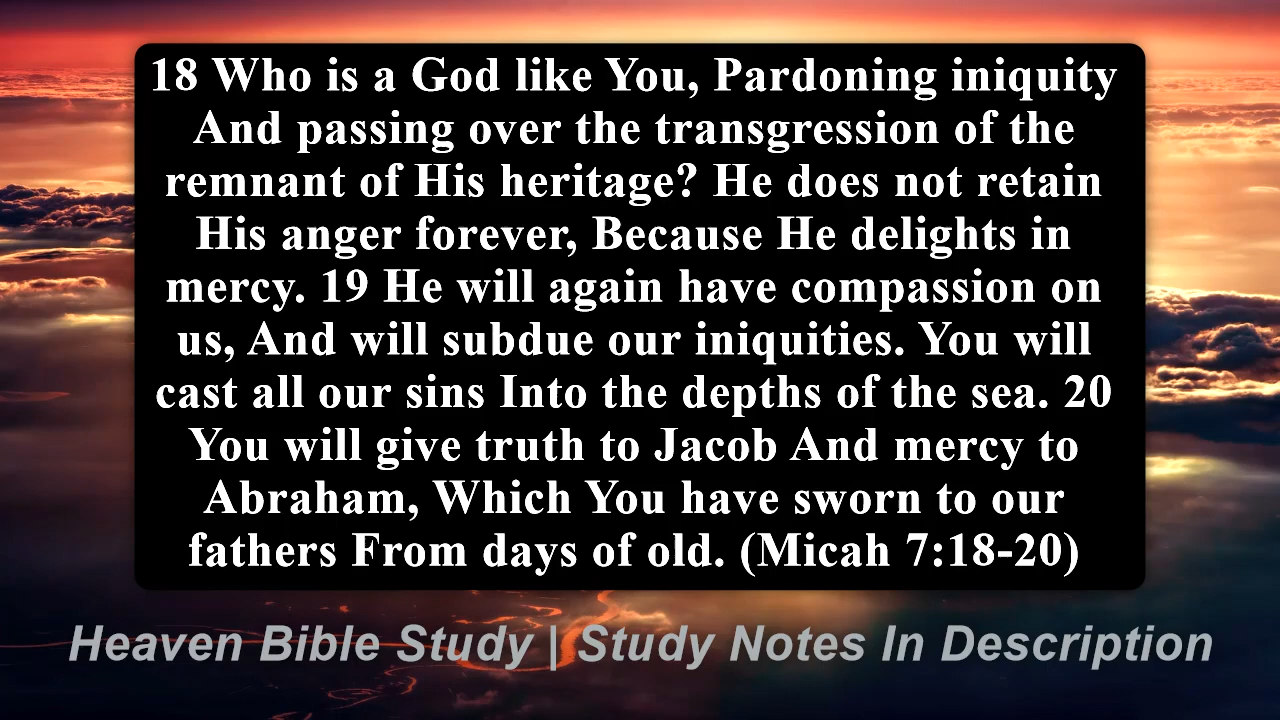 18 Who is a God like You, Pardoning iniquity
And passing over the transgression of the
remnant of His heritage? He does not retain
His anger forever, Because He delights in
mercy. 19 He will again have compassion on
us, And will subdue our iniquities. You will
cast all our sins Into the depths of the sea. 20
You will give truth to Jacob And mercy to
Abraham, Which You have sworn to our
fathers From days of old. (Micah 7:18-20)
Heaven Bible Study | Study Notes In Description